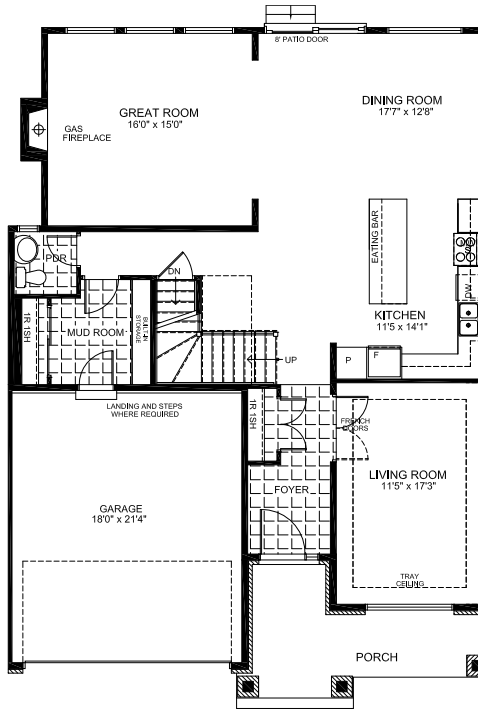 8' PATIO DOOR
GREAT ROOM
16'0" x 15'0"
DINING ROOM
17'7" x 12'8"
GAS
FIREPLACE
EATING BAR
PDR
DN
DW
KITCHEN
11'5 x 14'1"
1R 1SH
MUD ROOM
BUILT-IN
STORAGE
UP
P
F
LANDING AND STEPS
WHERE REQUIRED
1R 1SH
FRENCH
DOORS
LIVING ROOM
11'5" x 17'3"
FOYER
GARAGE
18'0" x 21'4"
TRAY
CEILING
PORCH